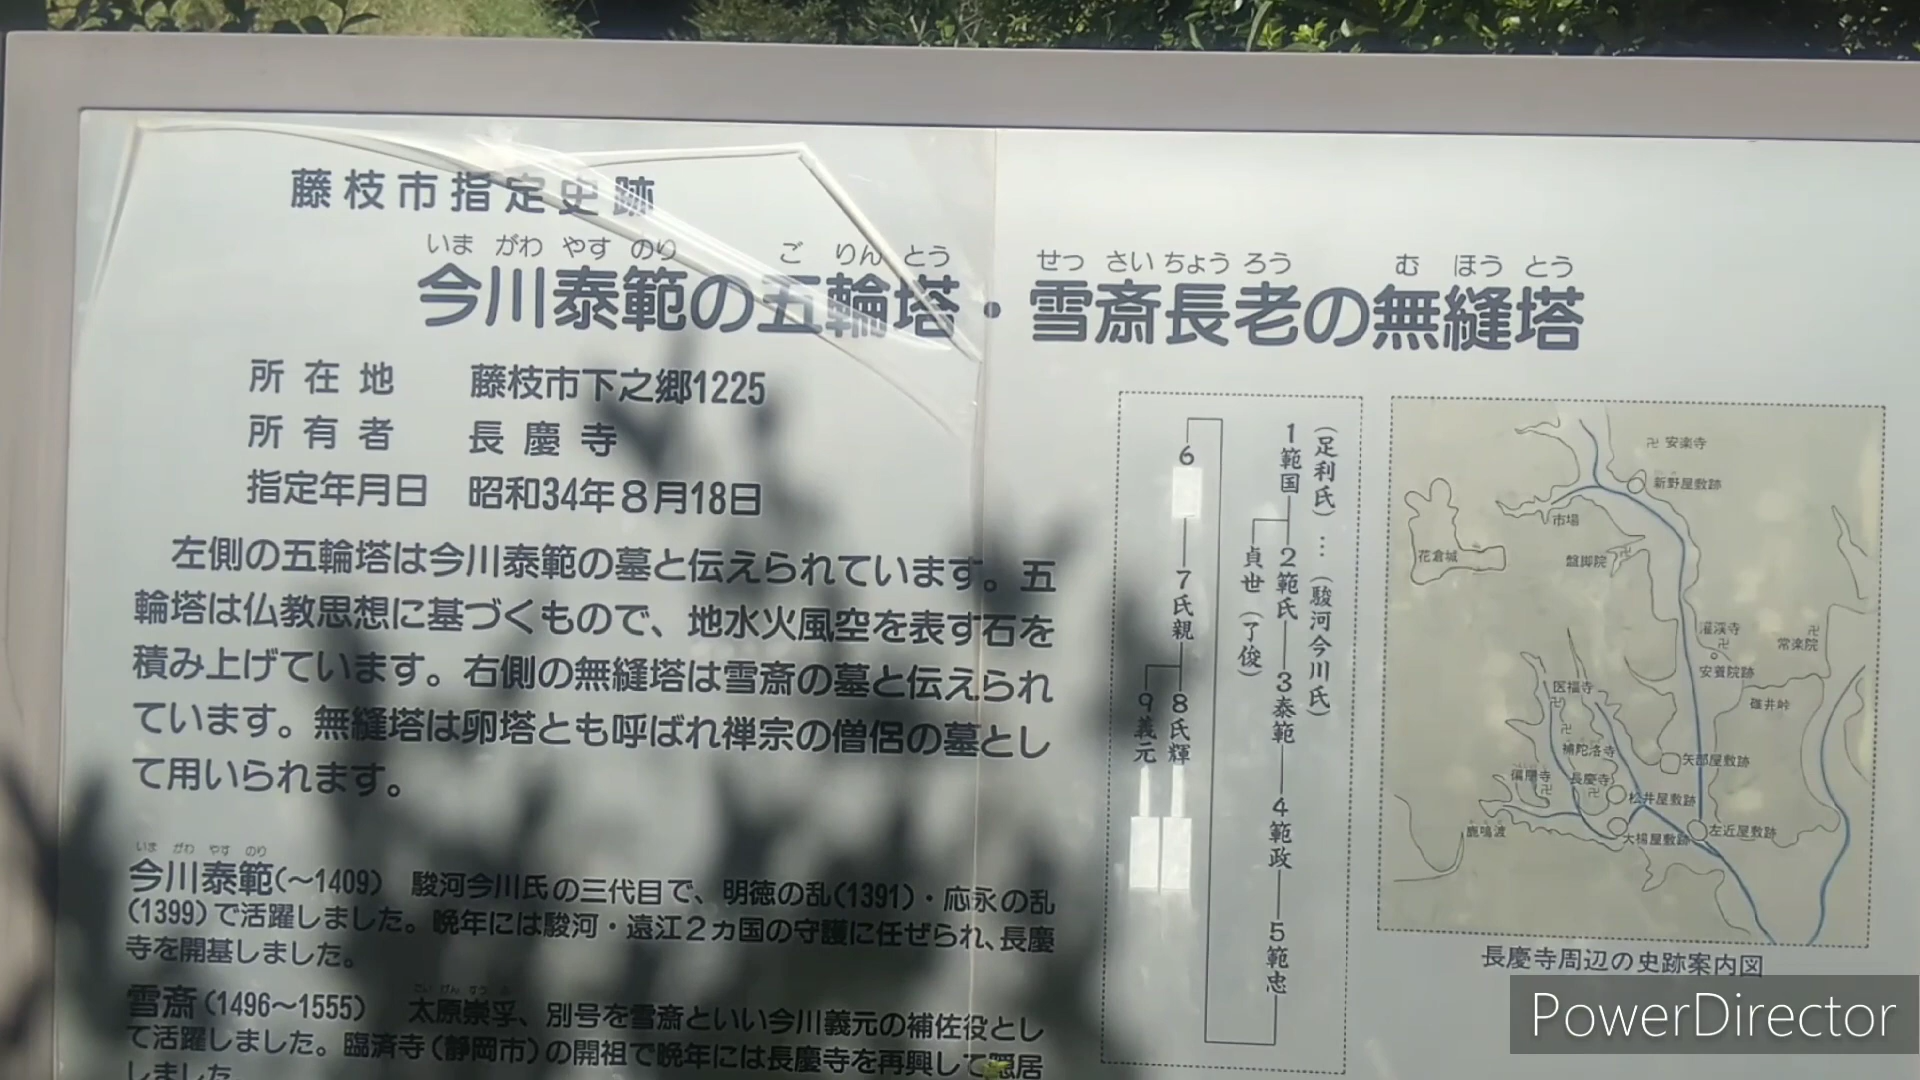 藤枝市指定史跡
いま がわ やす のり ご りん とう せっ さい ちょう ろう む ほう とう
今川泰範の五輪塔・雪斎長老の無縫塔
所在地 藤枝市下之郷1225
所有者 長慶寺
指定年月日 昭和34年8月18日
左側の五輪塔は今川泰範の墓と伝えられています。五
輪塔は仏教思想に基づくもので、地水火風空を表す石を
積み上げています。右側の無縫塔は雪斎の墓と伝えられ
ています。無縫塔は卵塔とも呼ばれ禅宗の僧侶の墓とし
て用いられます。
いま がわ やす のり
今川泰範(〜1409) 駿河今川氏の三代目で、明徳の乱(1391)・応永の乱
(1399)で活躍しました。晩年には駿河・遠江2ヵ国の守護に任ぜられ、長慶
寺を開基しました。
雪斎(1496〜1555) 太原崇孚、別号を雪斎といい今川義元の補佐役とし
て活躍しました。臨済寺(静岡市)の開祖で晩年には長慶寺を再興して隠居
しました
(足利氏)…(駿河今川氏)
1範国
2範氏
3泰範
4範政
5範忠
貞世(了俊)
6
7氏親
8氏輝
9義元
安楽寺
新野屋敷跡
市場
花倉城
盤脚院
灌渓寺
常楽院
安養院跡
碓井峠
医福寺
補陀洛寺
矢部屋敷跡
偏照寺
長慶寺
松井屋敷跡
鹿鳴渡
大楊屋敷跡
左近屋敷跡
長慶寺周辺の史跡案内図
PowerDirector